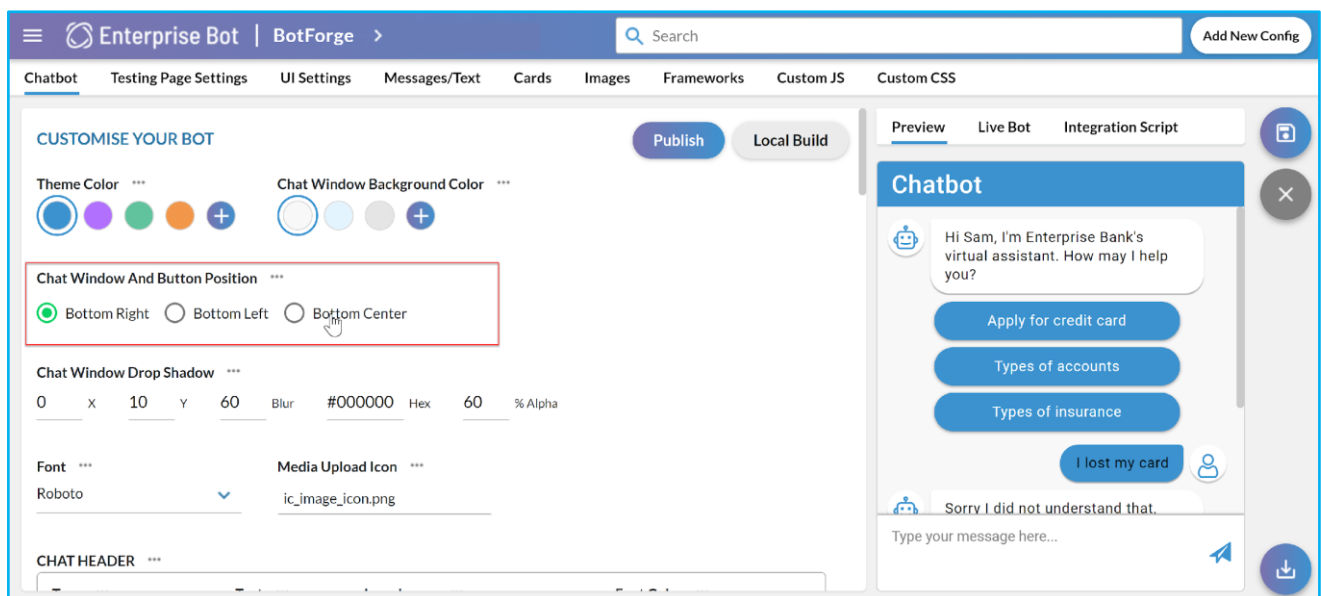 Enterprise Bot | BotForge >
Search
Add New Config
Chatbot Testing Page Settings UI Settings Messages/Text Cards Images Frameworks Custom JS Custom CSS
CUSTOMISE YOUR BOT
Publish
Local Build
Theme Color ...
Chat Window Background Color ...
Chat Window And Button Position ...
Bottom Right Bottom Left Bottom Center
Chat Window Drop Shadow ...
0 X 10 Y 60 Blur #000000 Hex 60 % Alpha
Font ...
Media Upload Icon ...
Roboto
ic_image_icon.png
CHAT HEADER ...
Preview Live Bot Integration Script
Chatbot
Hi Sam, I'm Enterprise Bank's
virtual assistant. How may I help
you?
Apply for credit card
Types of accounts
Types of insurance
I lost my card
Sorry I did not understand that.
Type your message here...